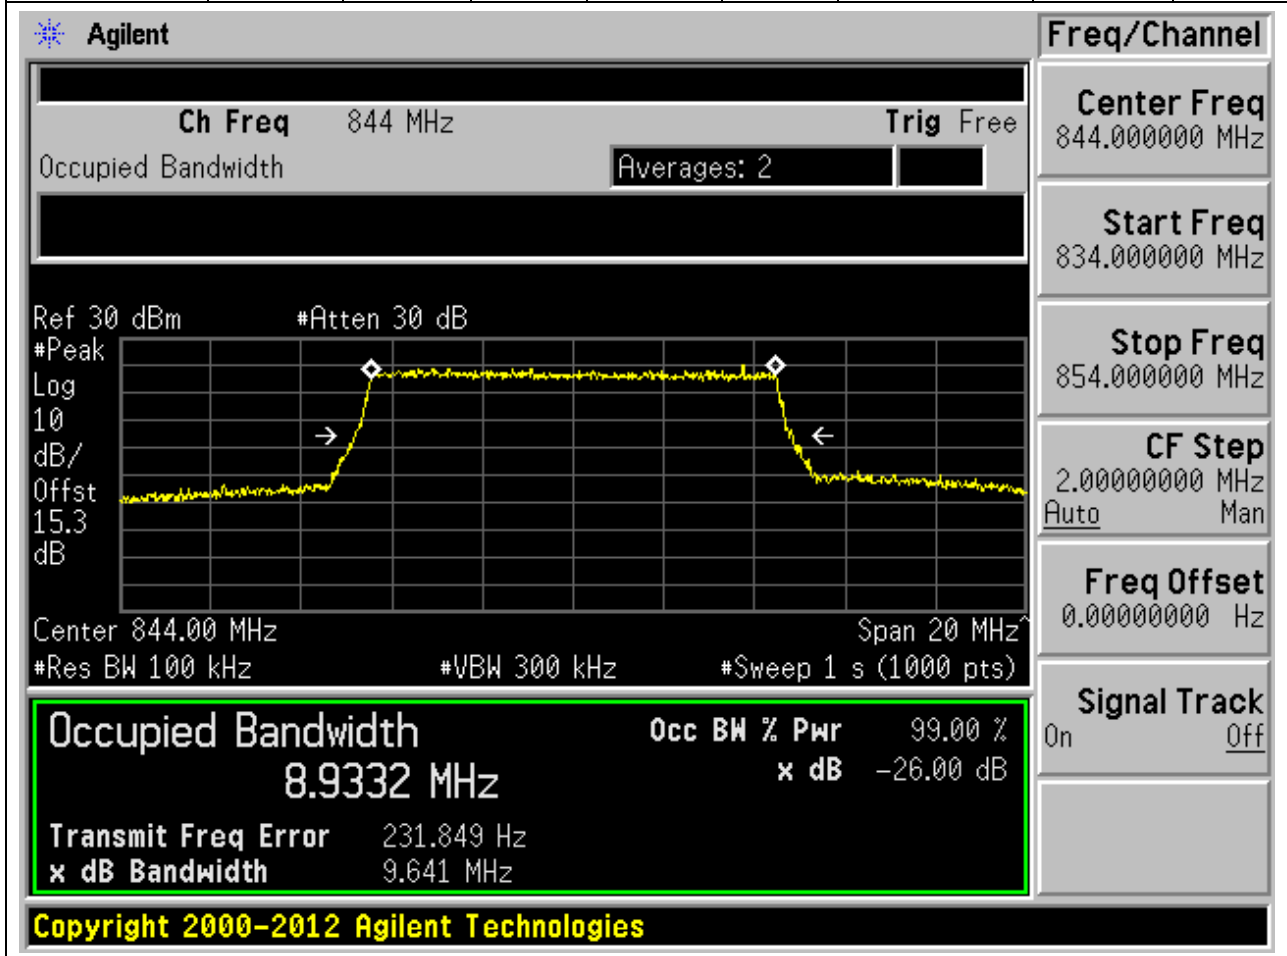 Agilent
Freq/Channel
Ch Freq 844 MHz Trig Free
Occupied Bandwidth Averages: 2
Center Freq
844.000000 MHz
Start Freq
834.000000 MHz
Stop Freq
854.000000 MHz
CF Step
2.00000000 MHz
Auto Man
Freq Offset
0.00000000 Hz
Signal Track
On Off
Ref 30 dBm #Atten 30 dB
#Peak
Log
10
dB/
Offst
15.3
dB
Center 844.00 MHz Span 20 MHz^
#Res BW 100 kHz #VBW 300 kHz #Sweep 1 s (1000 pts)
Occupied Bandwidth Occ BW % Pwr 99.00 %
8.9332 MHz x dB -26.00 dB
Transmit Freq Error 231.849 Hz
x dB Bandwidth 9.641 MHz
Copyright 2000-2012 Agilent Technologies